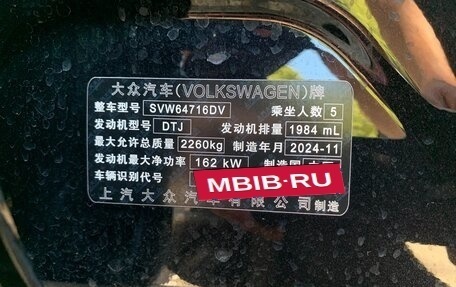 大众汽车(VOLKSWAGEN)牌
整车型号 SVW64716DV 乘坐人数 5
发动机型号 DTJ 发动机排量 1984 mL
最大允许总质量 2260kg 制造年月 2024-11
发动机最大净功率 162 kW 制造国
车辆识别代号
MBIB-RU
上汽大众汽车有限公司 制造